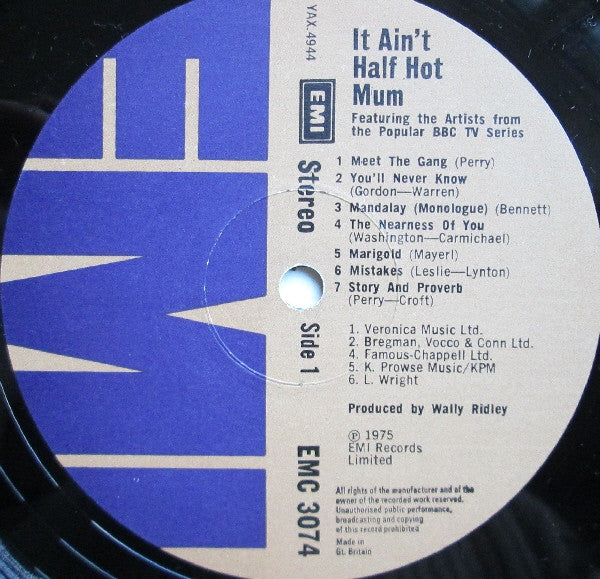 EMI
YAX.4944
EMI
Stereo
Side 1
EMC 3074
It Ain't
Half Hot
Mum
Featuring the Artists from
the Popular BBC TV Series
1 Meet The Gang (Perry)
2 You'll Never Know
(Gordon—Warren)
3 Mandalay (Monologue) (Bennett)
4 The Nearness Of You
(Washington—Carmichael)
5 Marigold (Mayerl)
6 Mistakes (Leslie—Lynton)
7 Story And Proverb
(Perry—Croft)
1. Veronica Music Ltd.
2. Bregman, Vocco & Conn Ltd.
4. Famous-Chappell Ltd.
5. K. Prowse Music/KPM
6. L. Wright
Produced by Wally Ridley
℗ 1975
EMI Records
Limited
All rights of the manufacturer and of the
owner of the recorded work reserved.
Unauthorised public performance,
broadcasting and copying
of this record prohibited
Made in
Gt. Britain